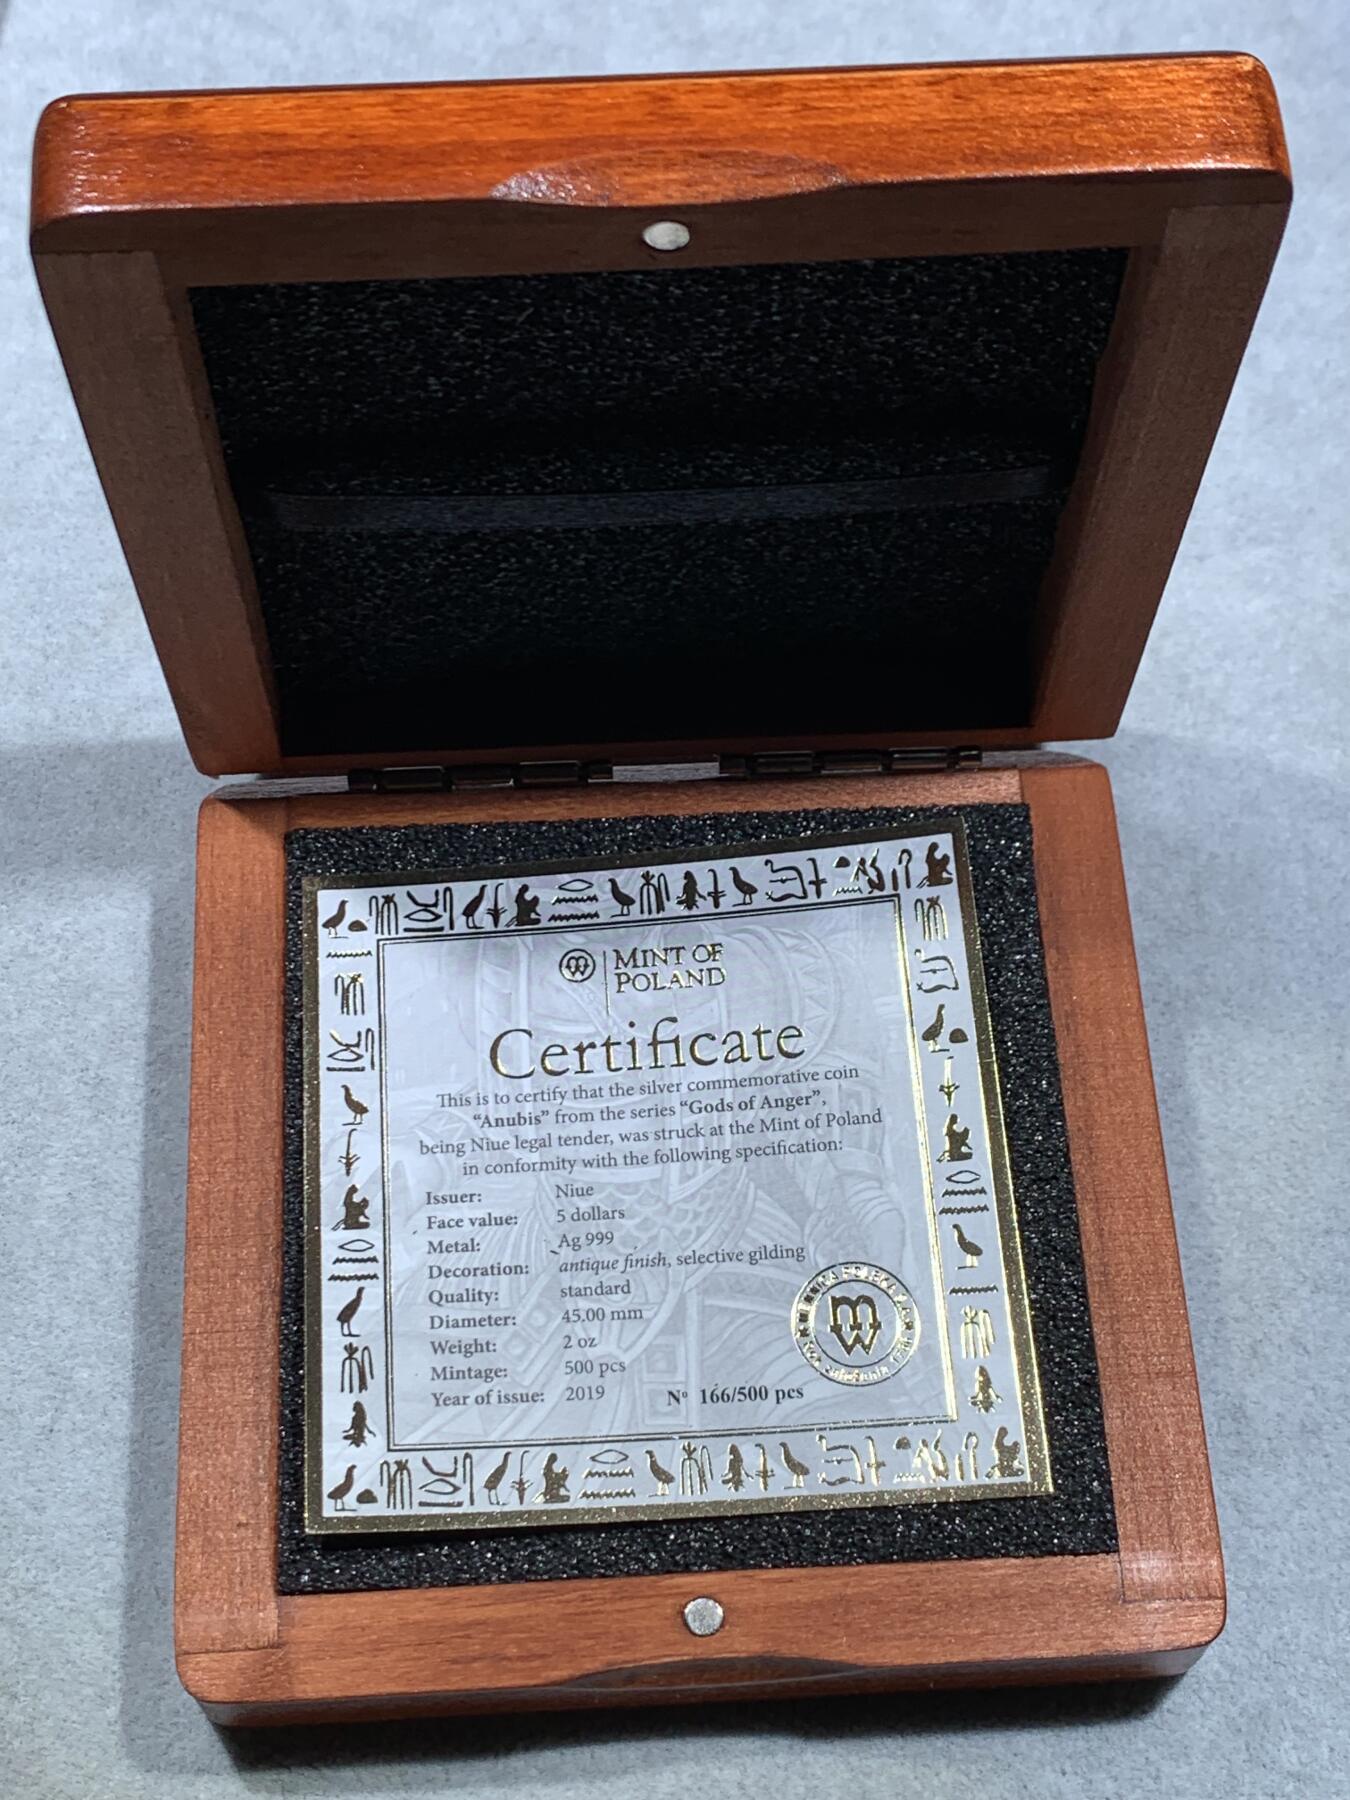 MINT OF
POLAND
Certificate
This is to certify that the silver commemorative coin
“Anubis” from the series “Gods of Anger”,
being Niue legal tender, was struck at the Mint of Poland
in conformity with the following specification:
Issuer: Niue
Face value: 5 dollars
Metal: Ag 999
Decoration: antique finish, selective gilding
Quality: standard
Diameter: 45.00 mm
Weight: 2 oz
Mintage: 500 pcs
Year of issue: 2019
Nº 166/500 pcs